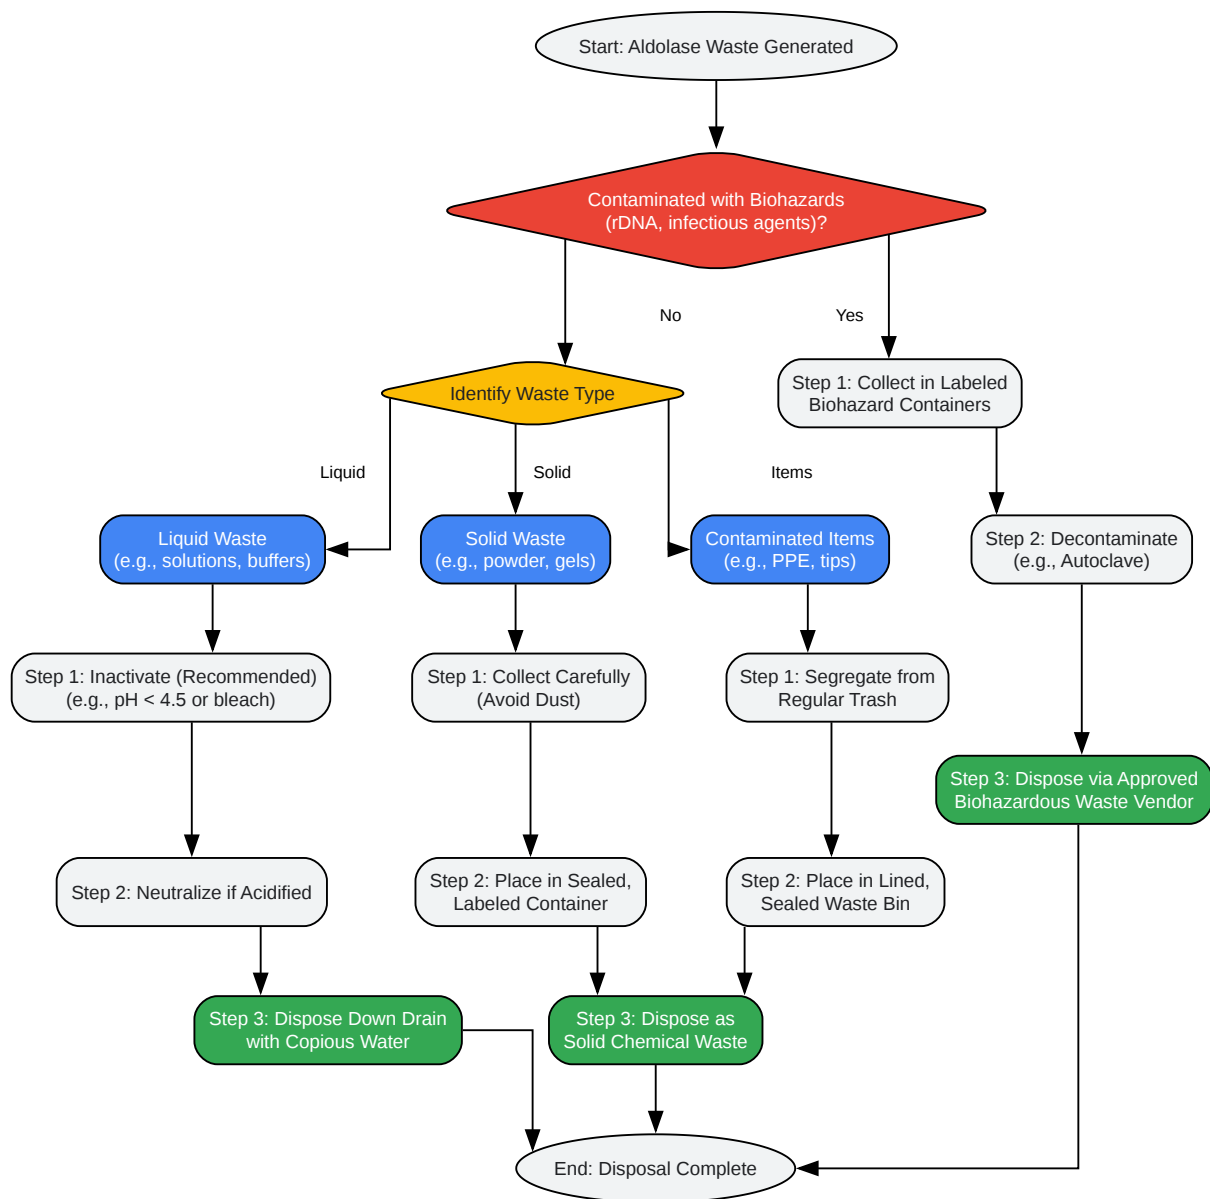 Start: Aldolase Waste Generated
Contaminated with Biohazards
(rDNA, infectious agents)?
No
Yes
Identify Waste Type
Step 1: Collect in Labeled
Biohazard Containers
Liquid
Solid
Items
Liquid Waste
(e.g., solutions, buffers)
Solid Waste
(e.g., powder, gels)
Contaminated Items
(e.g., PPE, tips)
Step 2: Decontaminate
(e.g., Autoclave)
Step 1: Inactivate (Recommended)
(e.g., pH < 4.5 or bleach)
Step 1: Collect Carefully
(Avoid Dust)
Step 1: Segregate from
Regular Trash
Step 3: Dispose via Approved
Biohazardous Waste Vendor
Step 2: Neutralize if Acidified
Step 2: Place in Sealed,
Labeled Container
Step 2: Place in Lined,
Sealed Waste Bin
Step 3: Dispose Down Drain
with Copious Water
Step 3: Dispose as
Solid Chemical Waste
End: Disposal Complete